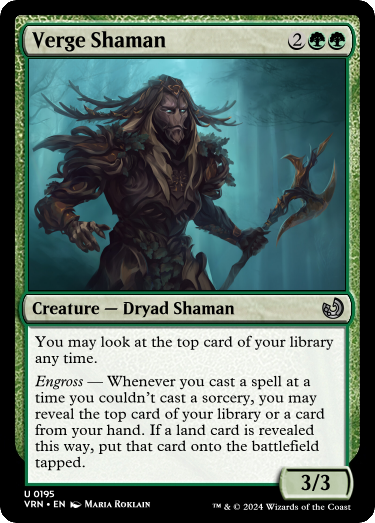 Verge Shaman 2
Creature — Dryad Shaman
You may look at the top card of your library
any time.
Engross — Whenever you cast a spell at a
time you couldn't cast a sorcery, you may
reveal the top card of your library or a card
from your hand. If a land card is revealed
this way, put that card onto the battlefield
tapped.
3/3
U 0195
VRN • EN Maria Roklain ™ & © 2024 Wizards of the Coast